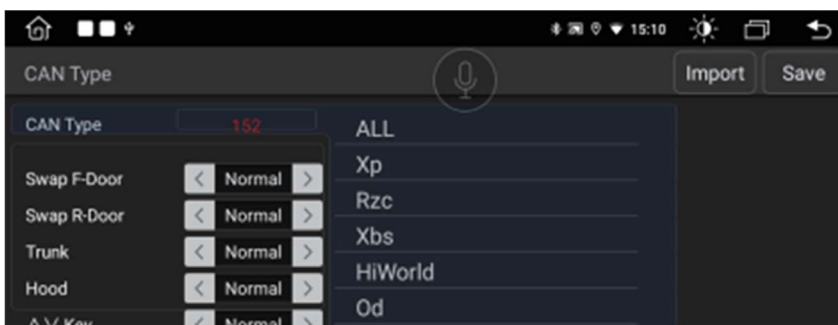 15:10
CAN Type
Import
Save
CAN Type 152
Swap F-Door < Normal >
Swap R-Door < Normal >
Trunk < Normal >
Hood < Normal >
Normal
ALL
Xp
Rzc
Xbs
HiWorld
Od